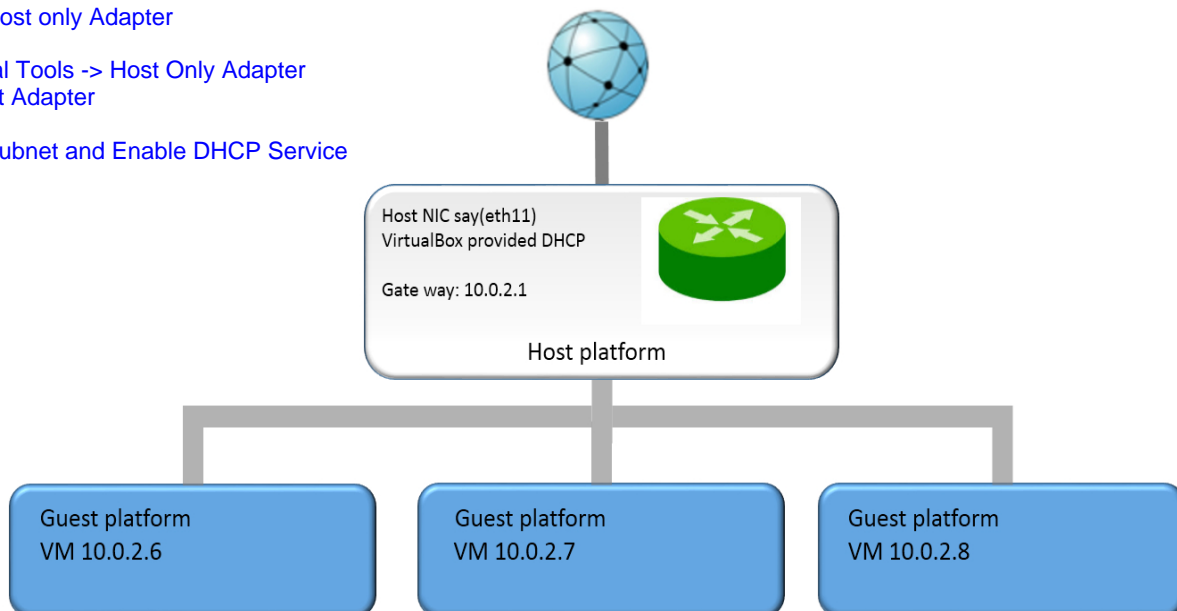 ost only Adapter
al Tools -> Host Only Adapter
t Adapter
ubnet and Enable DHCP Service
Host NIC say(eth11)
VirtualBox provided DHCP
Gate way: 10.0.2.1
Host platform
Guest platform
VM 10.0.2.6
Guest platform
VM 10.0.2.7
Guest platform
VM 10.0.2.8